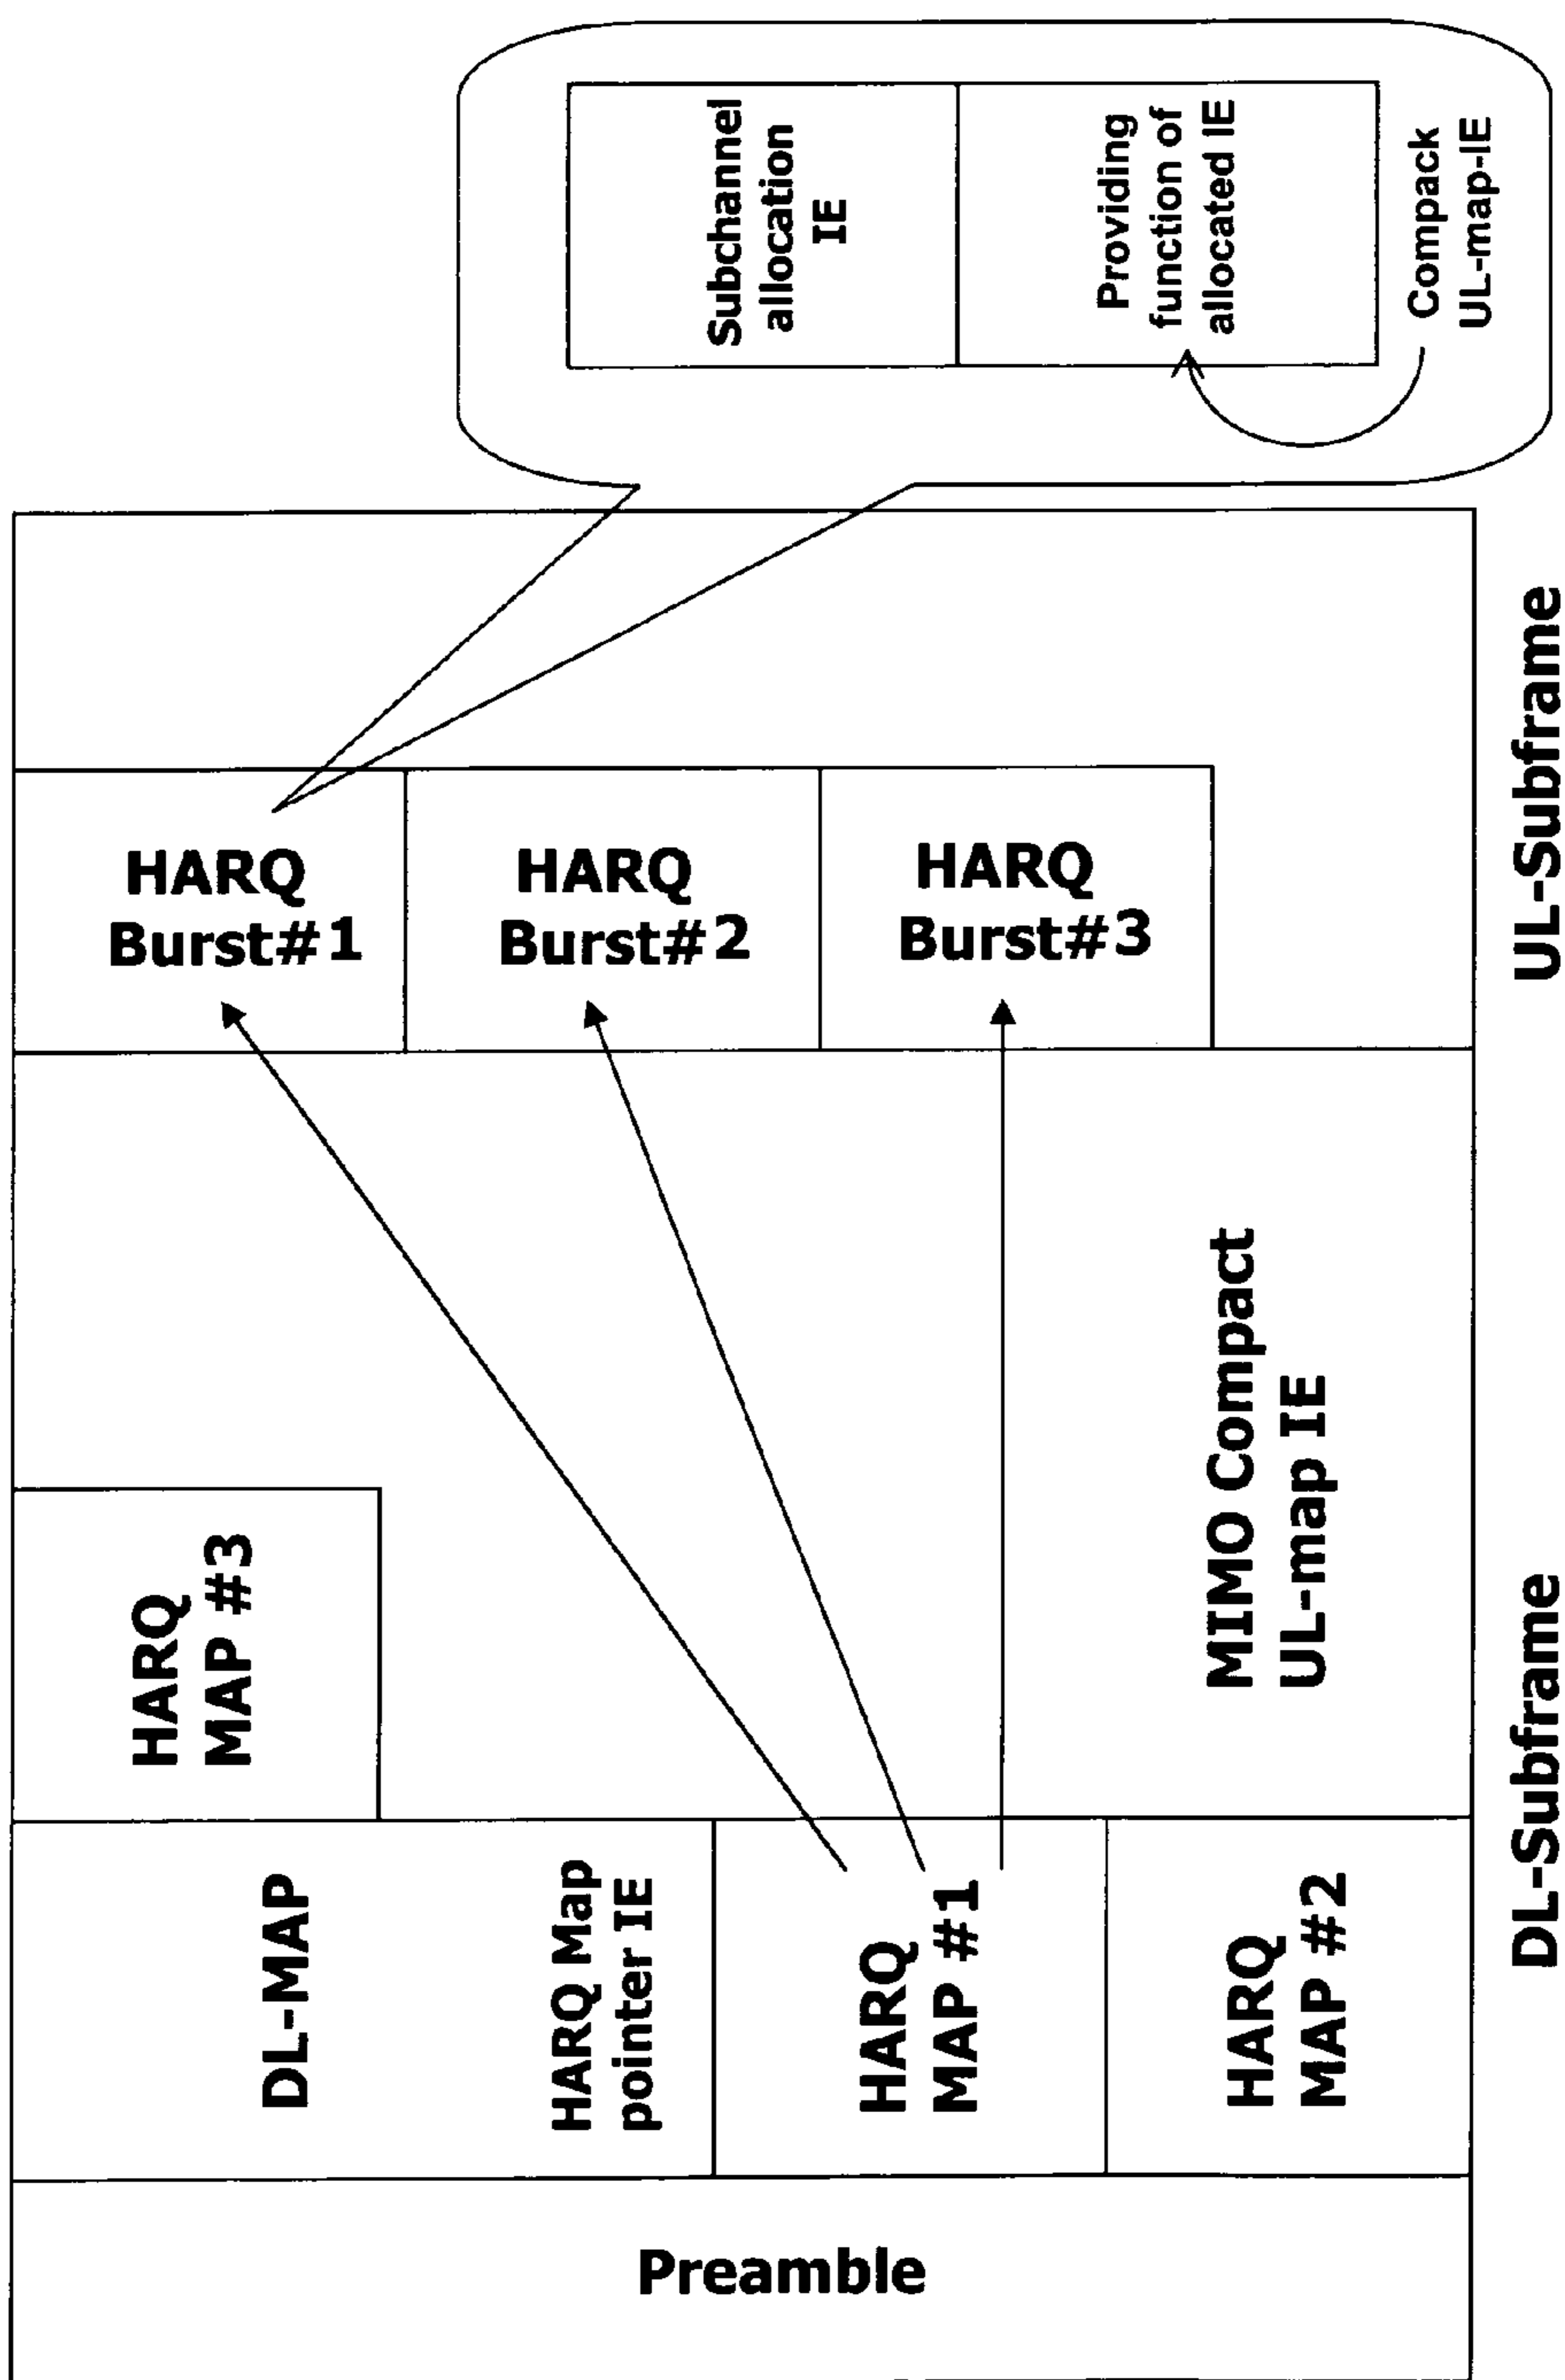 Subchannel
allocation
IE
Providing
function of
allocated IE
Compack
UL-map-IE
HARQ
Burst#1
HARQ
Burst#2
HARQ
Burst#3
UL-Subframe
HARQ
MAP #3
MIMO Compact
UL-map IE
DL-MAP
HARQ Map
pointer IE
HARQ
MAP #1
HARQ
MAP #2
DL-Subframe
Preamble